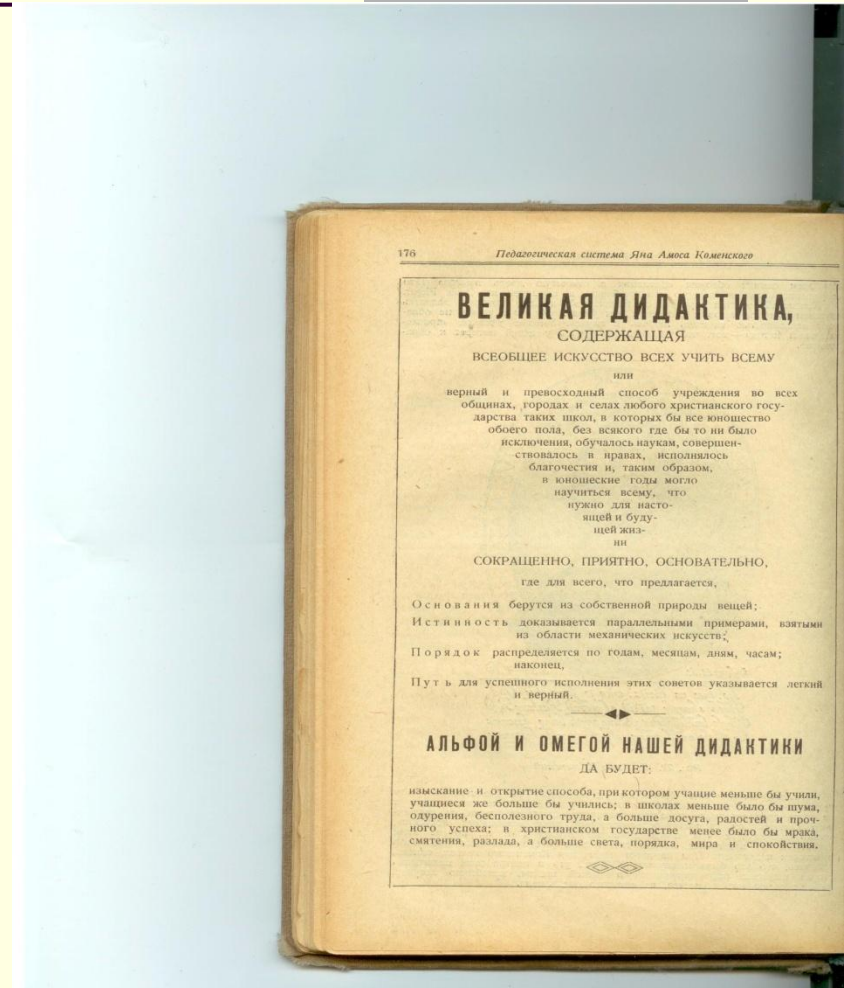 176 Педагогическая система Яна Амоса Коменского
ВЕЛИКАЯ ДИДАКТИКА,
СОДЕРЖАЩАЯ
ВСЕОБЩЕЕ ИСКУССТВО ВСЕХ УЧИТЬ ВСЕМУ
или
верный и превосходный способ учреждения во всех
общинах, городах и селах любого христианского госу-
дарства таких школ, в которых бы все юношество
обоего пола, без всякого где бы то ни было
исключения, обучалось наукам, совершен-
ствовалось в нравах, исполнялось
благочестия и, таким образом,
в юношеские годы могло
научиться всему, что
нужно для насто-
ящей и буду-
щей жиз-
ни
СОКРАЩЕННО, ПРИЯТНО, ОСНОВАТЕЛЬНО,
где для всего, что предлагается,
Основания берутся из собственной природы вещей;
Истинность доказывается параллельными примерами, взятыми
из области механических искусств;
Порядок распределяется по годам, месяцам, дням, часам;
наконец,
Путь для успешного исполнения этих советов указывается легкий
и верный.
АЛЬФОЙ И ОМЕГОЙ НАШЕЙ ДИДАКТИКИ
ДА БУДЕТ:
изыскание и открытие способа, при котором учащие меньше бы учили,
учащиеся же больше бы учились; в школах меньше было бы шума,
одурения, бесполезного труда, а больше досуга, радостей и проч-
ного успеха; в христианском государстве менее было бы мрака,
смятения, разлада, а больше света, порядка, мира и спокойствия.